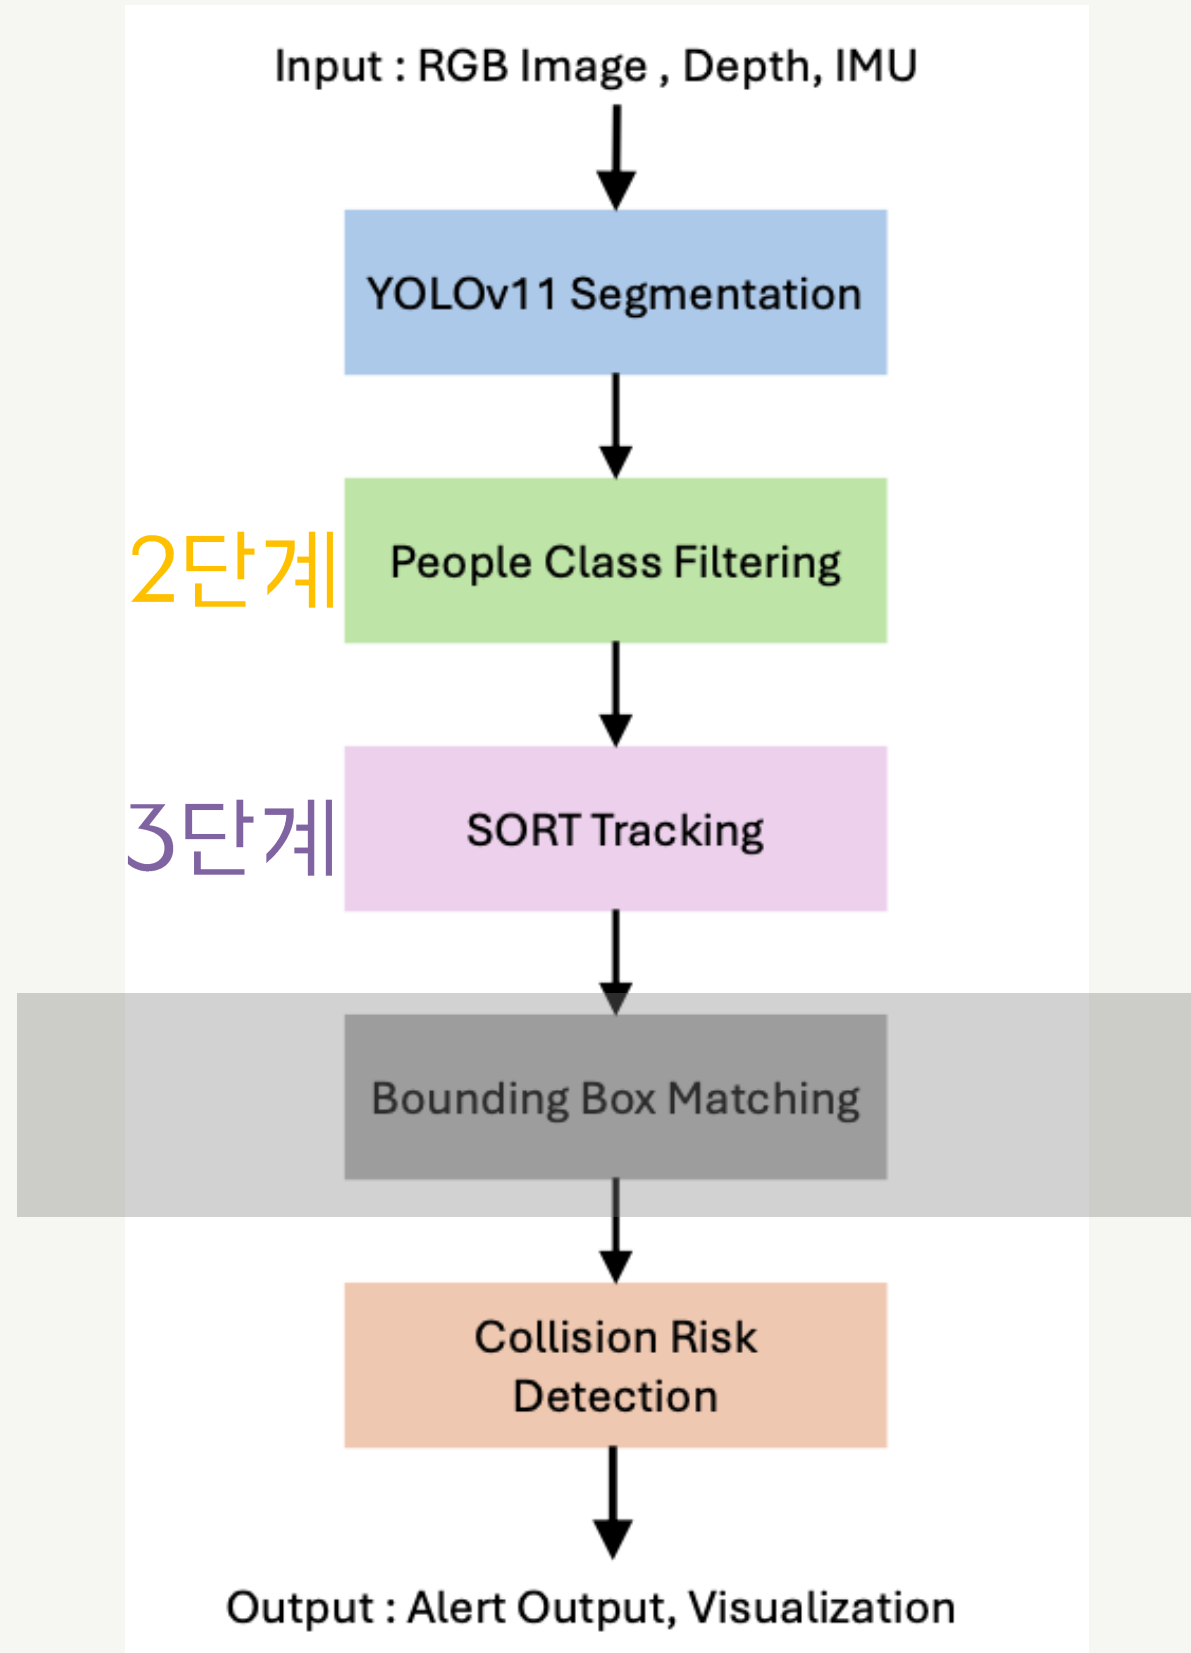 Input : RGB Image , Depth, IMU
YOLOv11 Segmentation
2단계
People Class Filtering
3단계
SORT Tracking
Bounding Box Matching
Collision Risk
Detection
Output : Alert Output, Visualization